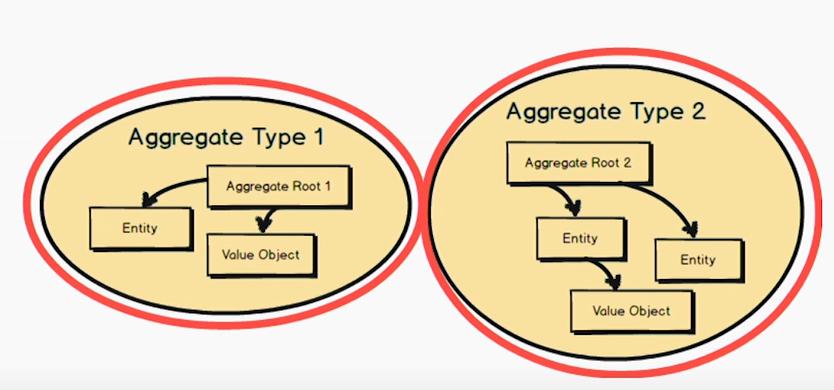 Aggregate Type 1
Aggregate Root 1
Entity
Value Object
Aggregate Type 2
Aggregate Root 2
Entity
Entity
Value Object